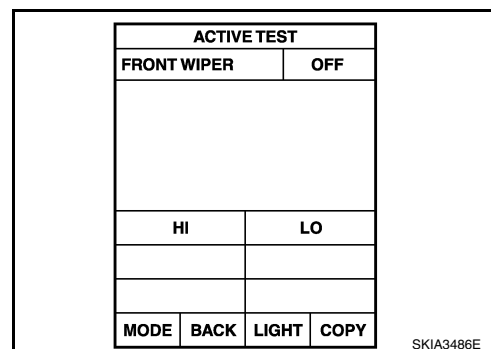 ACTIVE TEST
FRONT WIPER OFF
HI LO
MODE BACK LIGHT COPY
SKIA3486E